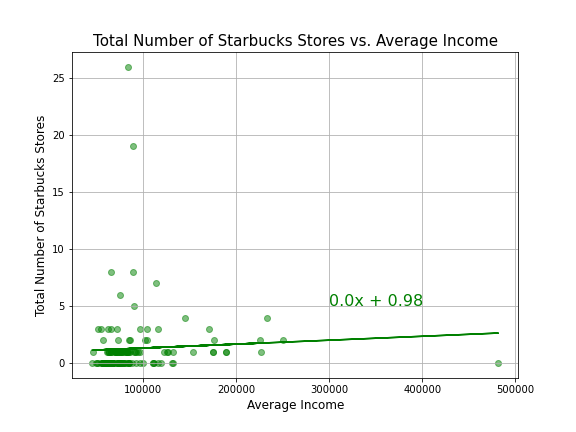 Total Number of Starbucks Stores vs. Average Income
Total Number of Starbucks Stores
25
20
15
10
5
0
0.0x + 0.98
100000 200000 300000 400000 500000
Average Income